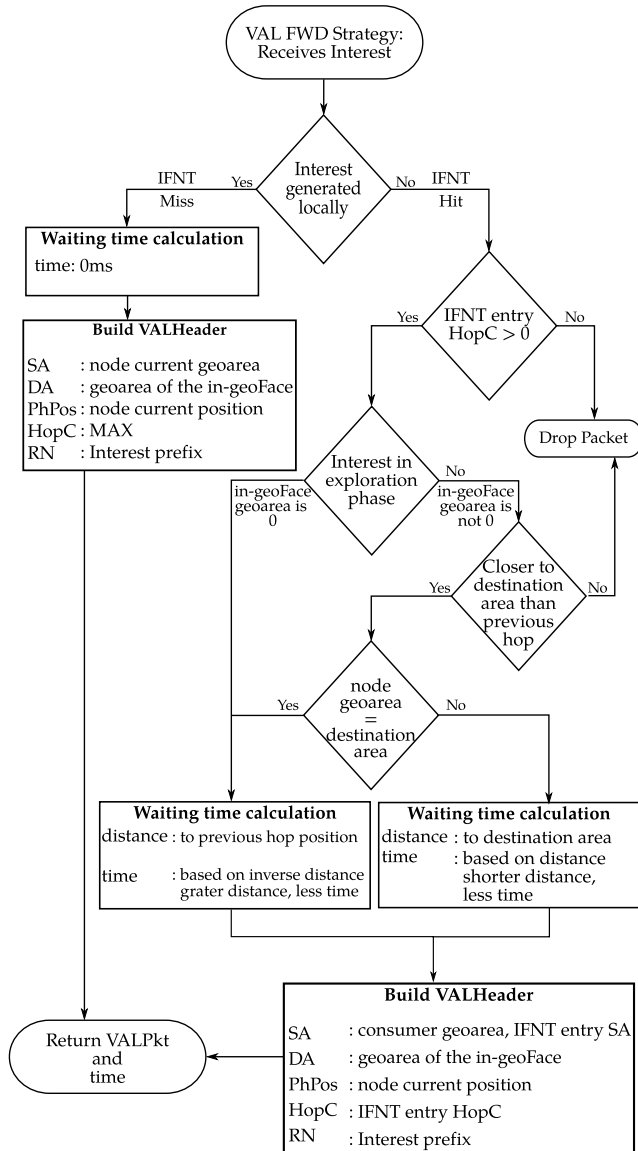 VAL FWD Strategy:
Receives Interest
Interest
generated
locally
IFNT
Yes
Miss
No
IFNT
Hit
Waiting time calculation
time: 0ms
Build VALHeader
SA : node current geoarea
DA : geoarea of the in-geoFace
PhPos : node current position
HopC : MAX
RN : Interest prefix
IFNT entry
HopC > 0
Yes
No
Drop Packet
Interest in
exploration
phase
in-geoFace
geoarea is
0
No
in-geoFace
geoarea is
not 0
Closer to
destination
area than
previous
hop
Yes
No
node
geoarea
=
destination
area
Yes
No
Waiting time calculation
distance : to previous hop position
time : based on inverse distance
grater distance, less time
Waiting time calculation
distance : to destination area
time : based on distance
shorter distance,
less time
Build VALHeader
SA : consumer geoarea, IFNT entry SA
DA : geoarea of the in-geoFace
PhPos : node current position
HopC : IFNT entry HopC
RN : Interest prefix
Return VALPkt
and
time